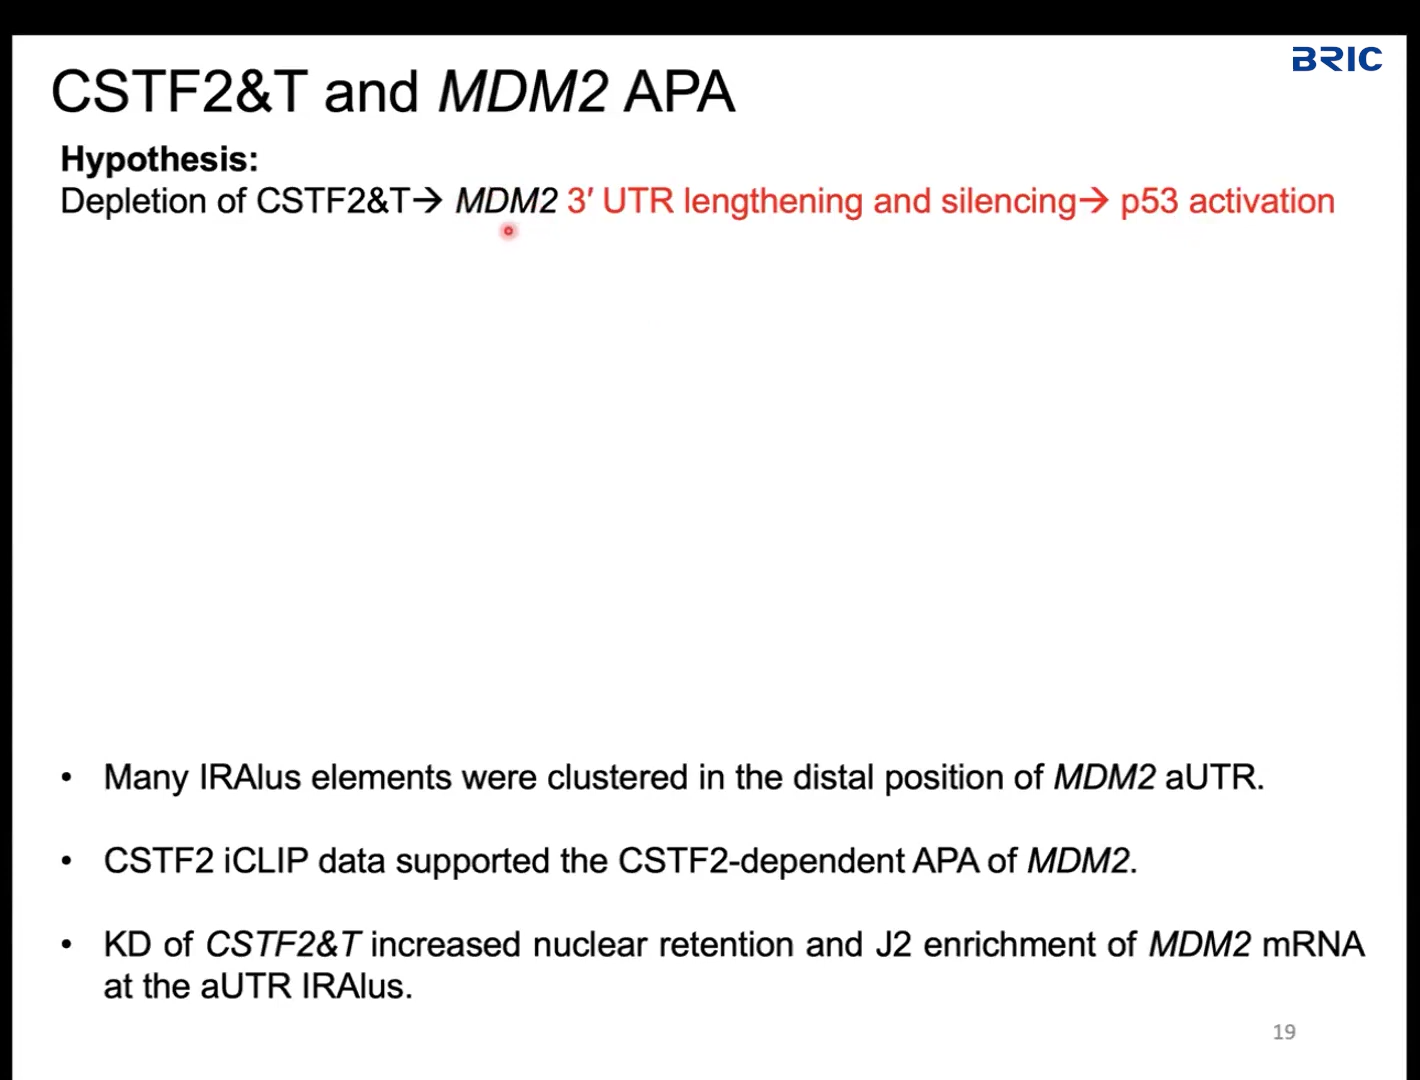 BRIC
CSTF2&T and MDM2 APA
Hypothesis:
Depletion of CSTF2&T→ MDM2 3′ UTR lengthening and silencing→ p53 activation
• Many IRAlus elements were clustered in the distal position of MDM2 aUTR.
• CSTF2 iCLIP data supported the CSTF2-dependent APA of MDM2.
• KD of CSTF2&T increased nuclear retention and J2 enrichment of MDM2 mRNA
at the aUTR IRAlus.
19